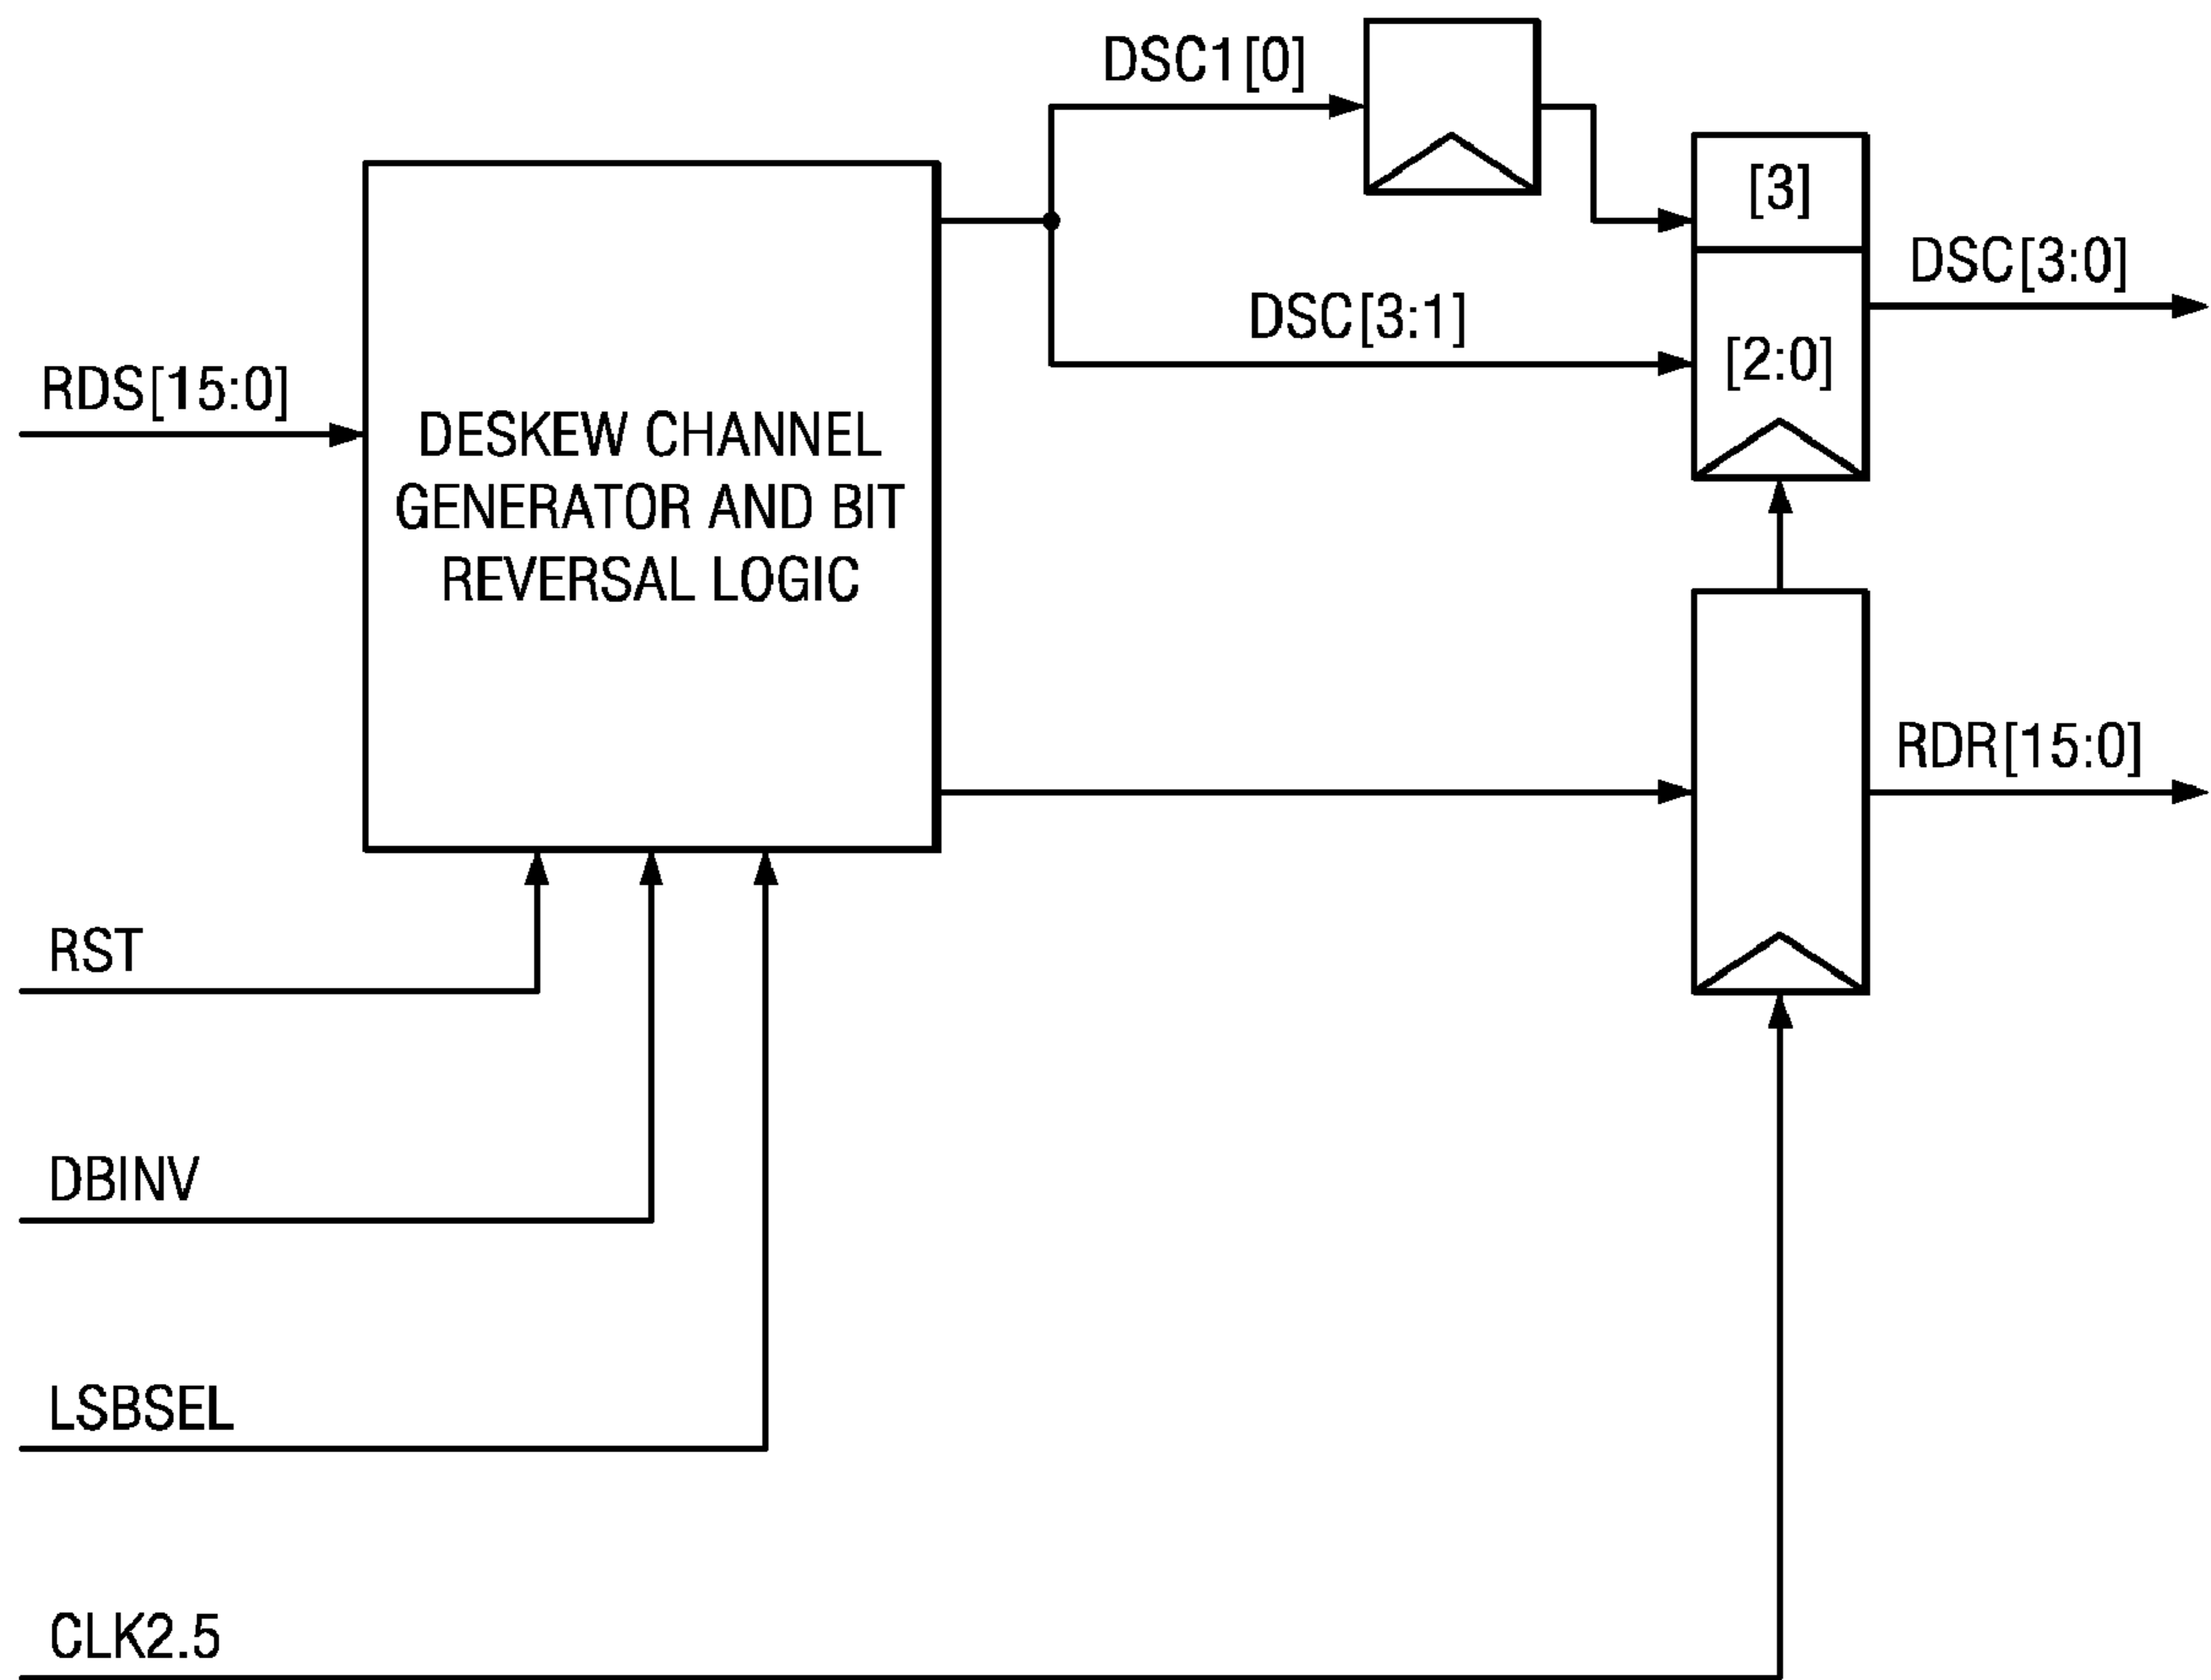 DSC1[0]
[3]
DSC[3:0]
DSC[3:1]
[2:0]
RDS[15:0]
DESKEW CHANNEL
GENERATOR AND BIT
REVERSAL LOGIC
RDR[15:0]
RST
DBINV
LSBSEL
CLK2.5